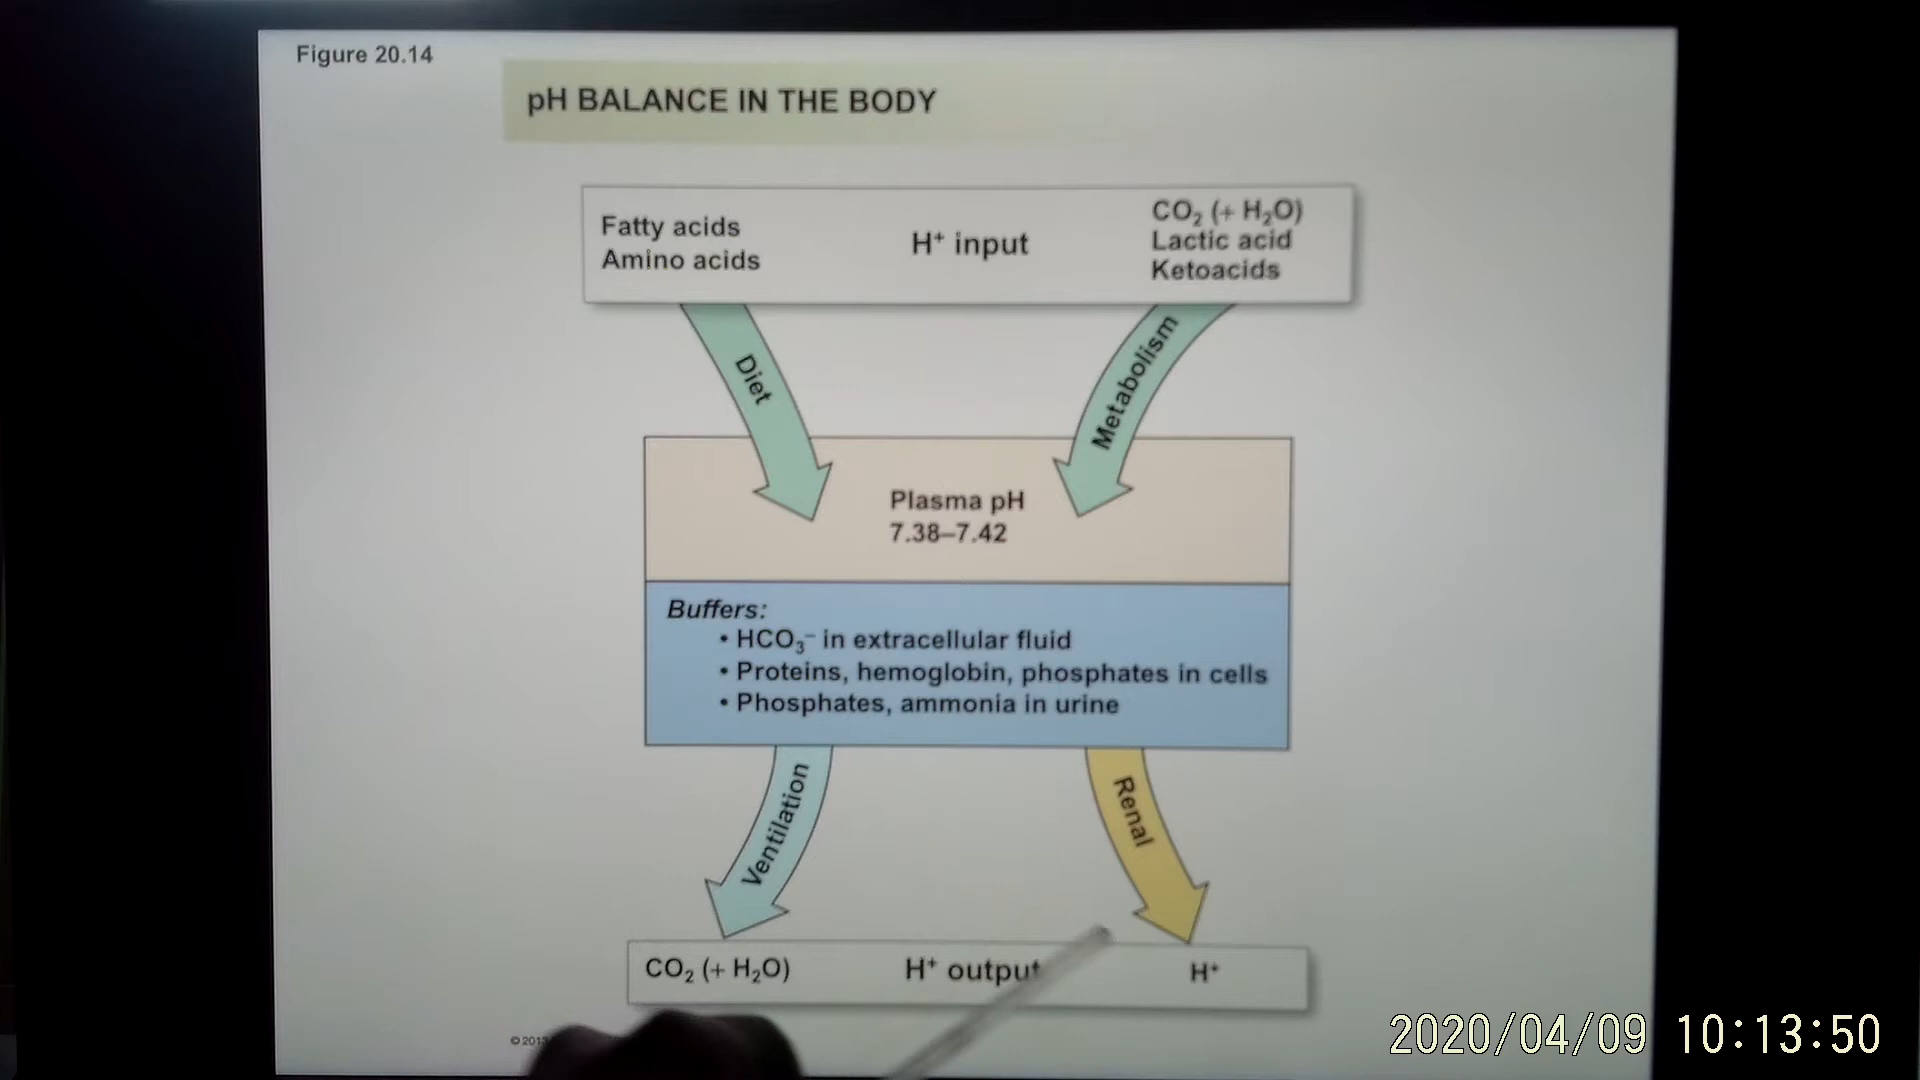 Figure 20.14
pH BALANCE IN THE BODY
Fatty acids
Amino acids
H⁺ input
CO₂ (+ H₂O)
Lactic acid
Ketoacids
Diet
Metabolism
Plasma pH
7.38–7.42
Buffers:
• HCO₃⁻ in extracellular fluid
• Proteins, hemoglobin, phosphates in cells
• Phosphates, ammonia in urine
Ventilation
Renal
CO₂ (+ H₂O)
H⁺ output
H⁺
2020/04/09 10:13:50